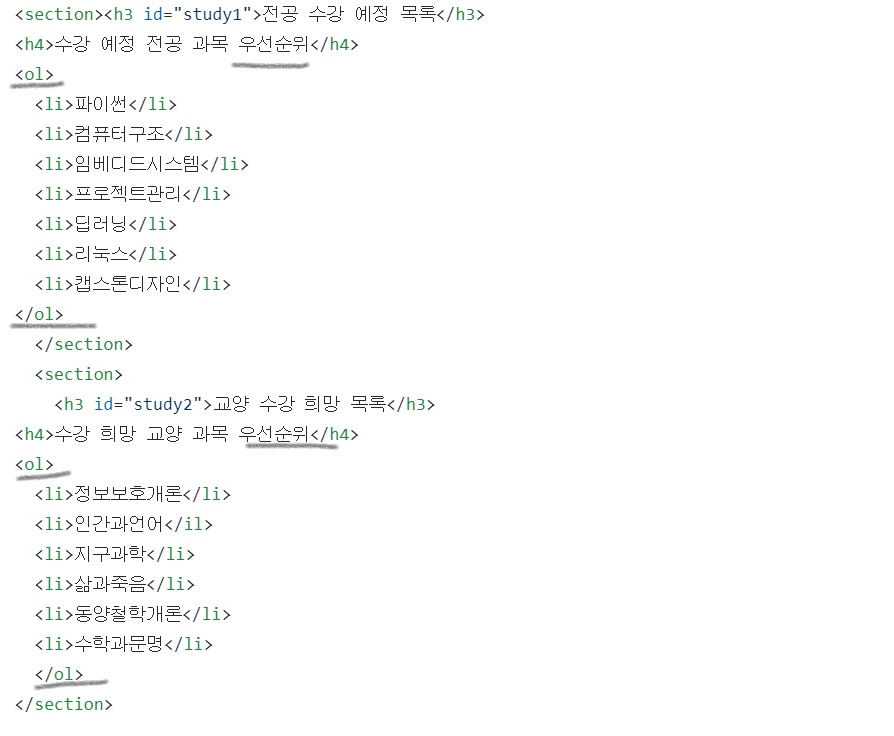 <section><h3 id="study1">전공 수강 예정 목록</h3>
<h4>수강 예정 전공 과목 우선순위</h4>
<ol>
<li>파이썬</li>
<li>컴퓨터구조</li>
<li>임베디드시스템</li>
<li>프로젝트관리</li>
<li>딥러닝</li>
<li>리눅스</li>
<li>캡스톤디자인</li>
</ol>
</section>
<section>
<h3 id="study2">교양 수강 희망 목록</h3>
<h4>수강 희망 교양 과목 우선순위</h4>
<ol>
<li>정보보호개론</li>
<li>인간과언어</il>
<li>지구과학</li>
<li>삶과죽음</li>
<li>동양철학개론</li>
<li>수학과문명</li>
</ol>
</section>